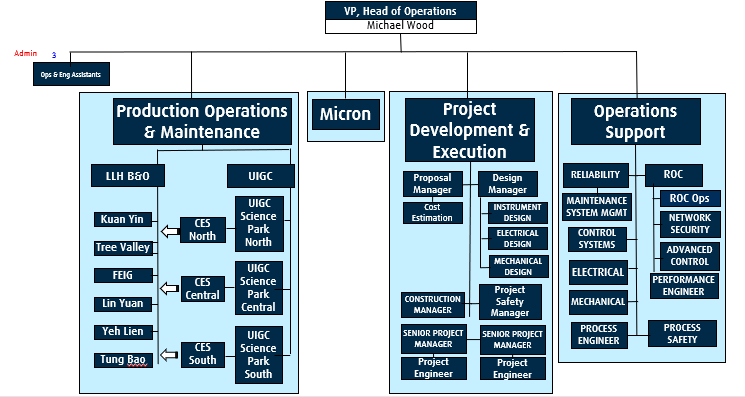 VP, Head of Operations
Michael Wood
Admin 3
Ops & Eng Assistants
Production Operations
& Maintenance
LLH B&O
UIGC
Kuan Yin
Tree Valley
FEIG
Lin Yuan
Yeh Lien
Tung Bao
CES
North
CES
Central
CES
South
UIGC
Science
Park
North
UIGC
Science
Park
Central
UIGC
Science
Park
South
Micron
Project
Development &
Execution
Proposal
Manager
Cost
Estimation
Design
Manager
INSTRUMENT
DESIGN
ELECTRICAL
DESIGN
MECHANICAL
DESIGN
CONSTRUCTION
MANAGER
Project
Safety
Manager
SENIOR PROJECT
MANAGER
SENIOR PROJECT
MANAGER
Project
Engineer
Project
Engineer
Operations
Support
RELIABILITY
MAINTENANCE
SYSTEM MGMT
CONTROL
SYSTEMS
ELECTRICAL
MECHANICAL
PROCESS
ENGINEER
ROC
ROC Ops
NETWORK
SECURITY
ADVANCED
CONTROL
PERFORMANCE
ENGINEER
PROCESS
SAFETY